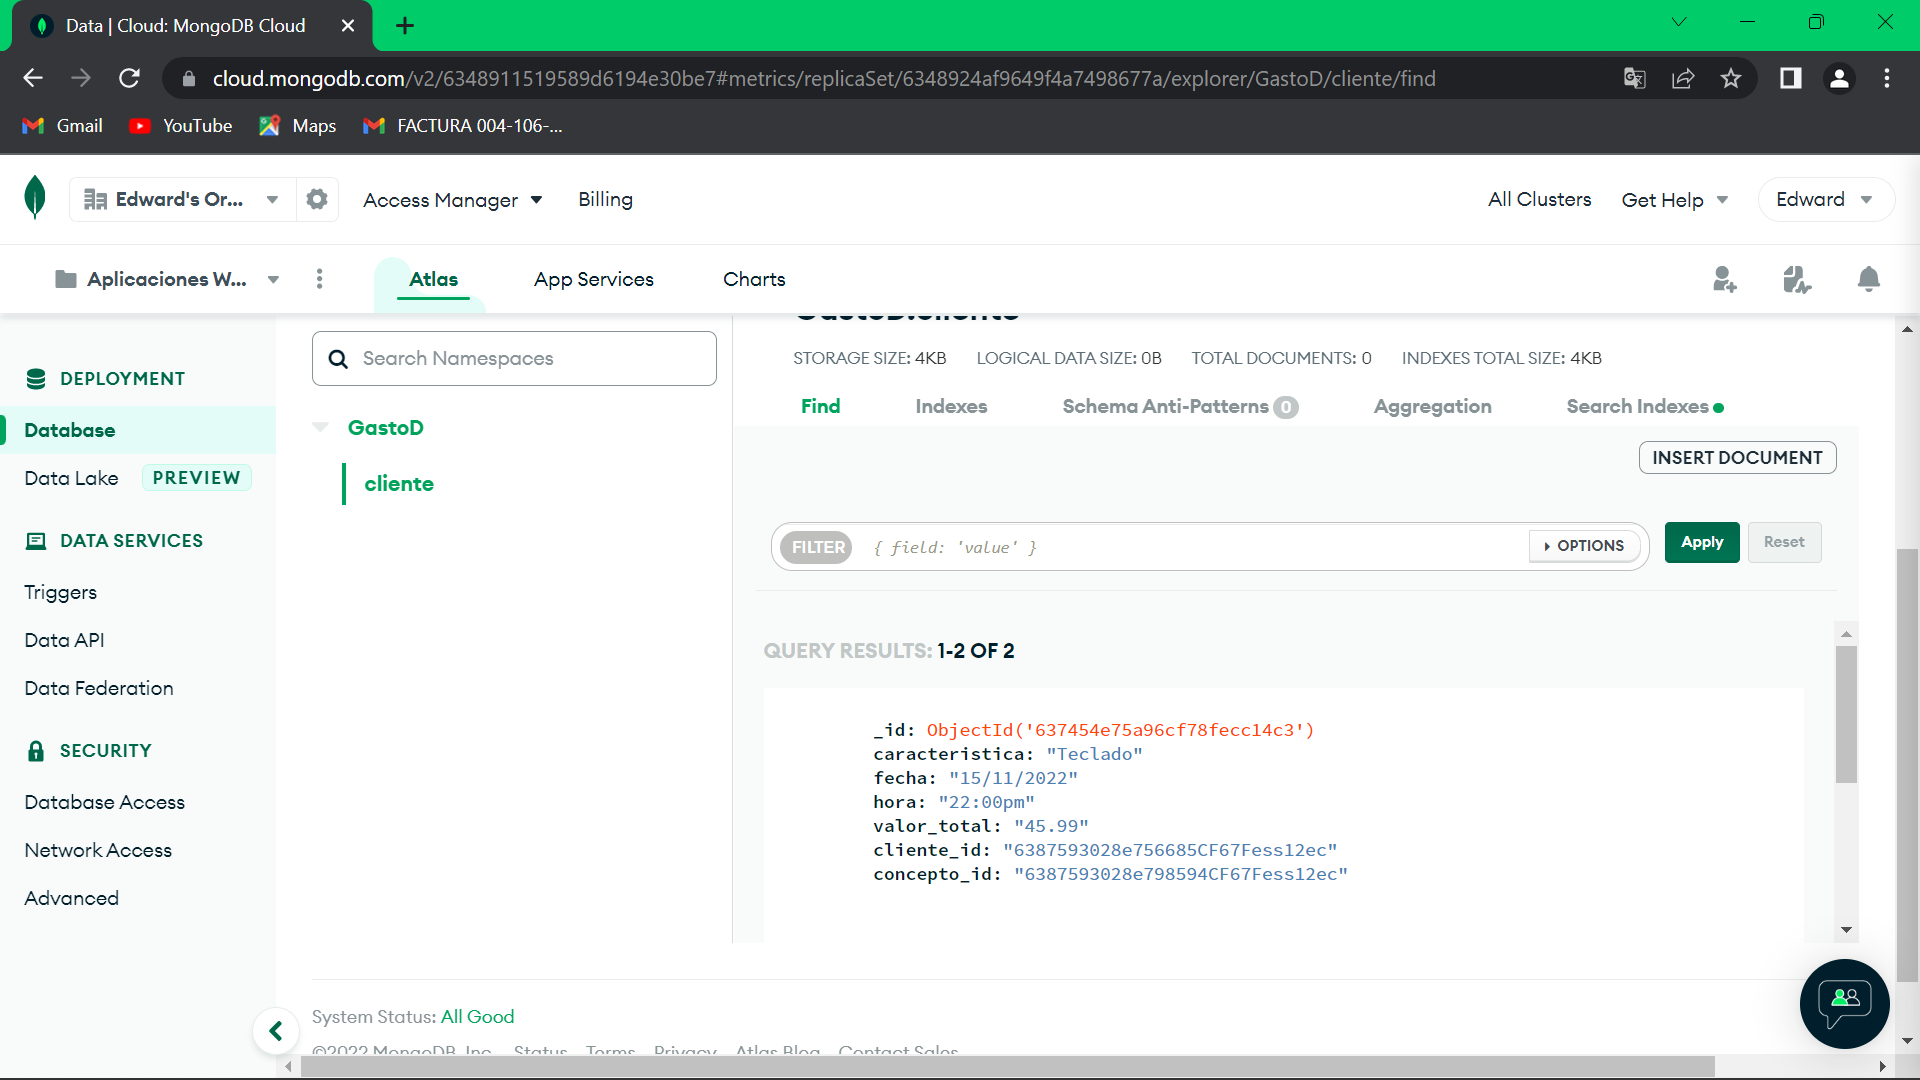 Data | Cloud: MongoDB Cloud
cloud.mongodb.com/v2/6348911519589d6194e30be7#metrics/replicaSet/6348924af9649f4a7498677a/explorer/GastoD/cliente/find
Gmail YouTube Maps FACTURA 004-106-...
Edward's Or... Access Manager Billing All Clusters Get Help Edward
Aplicaciones W... Atlas App Services Charts
DEPLOYMENT
Database
Data Lake PREVIEW
DATA SERVICES
Triggers
Data API
Data Federation
SECURITY
Database Access
Network Access
Advanced
Search Namespaces
GastoD
cliente
GastoD.cliente
STORAGE SIZE: 4KB LOGICAL DATA SIZE: 0B TOTAL DOCUMENTS: 0 INDEXES TOTAL SIZE: 4KB
Find Indexes Schema Anti-Patterns 0 Aggregation Search Indexes
INSERT DOCUMENT
FILTER { field: 'value' } OPTIONS Apply Reset
QUERY RESULTS: 1-2 OF 2
_id: ObjectId('637454e75a96cf78fecc14c3')
caracteristica: "Teclado"
fecha: "15/11/2022"
hora: "22:00pm"
valor_total: "45.99"
cliente_id: "6387593028e756685CF67Fess12ec"
concepto_id: "6387593028e798594CF67Fess12ec"
System Status: All Good
©2022 MongoDB, Inc. Status Terms Privacy Atlas Blog Contact Sales